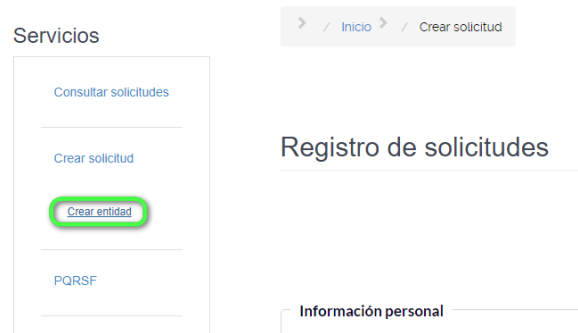 Servicios
Consultar solicitudes
Crear solicitud
Crear entidad
PQRSF
> / Inicio > / Crear solicitud
Registro de solicitudes
Información personal